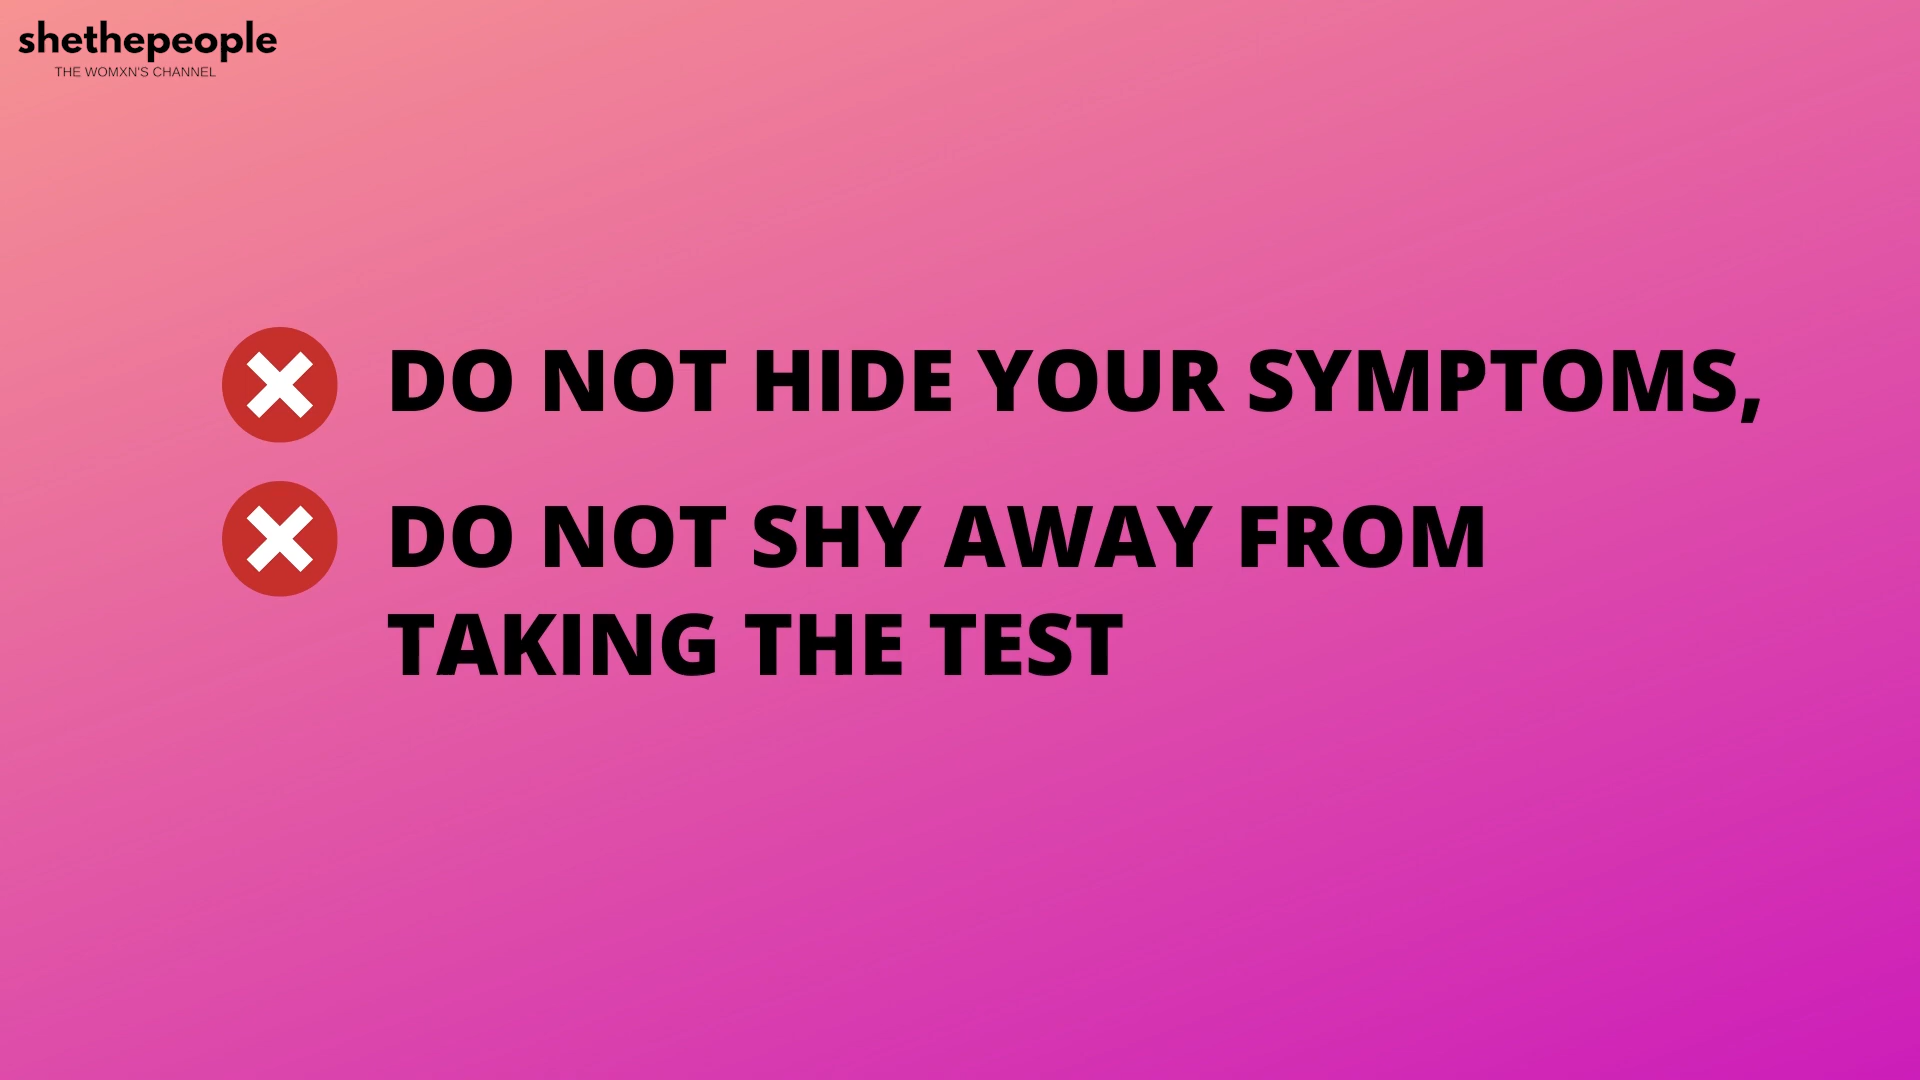 shethepeople
THE WOMXN'S CHANNEL
DO NOT HIDE YOUR SYMPTOMS,
DO NOT SHY AWAY FROM
TAKING THE TEST